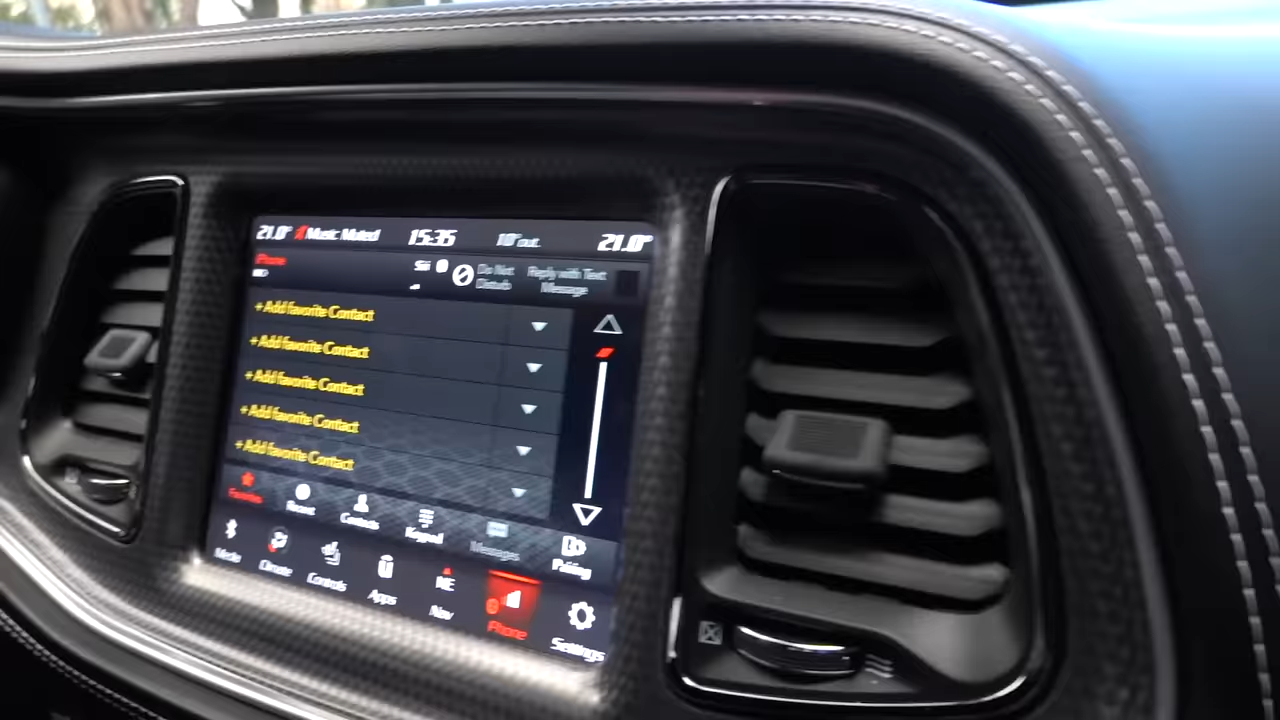 21.0° Music Muted 15:35 10° out. 21.0°
iPhone
Do Not Disturb
Reply with Text Message
+ Add favorite Contact
+ Add favorite Contact
+ Add favorite Contact
+ Add favorite Contact
+ Add favorite Contact
Favorites Recent Contacts Keypad Messages Pairing
Media Climate Controls Apps NE Nav Phone Settings